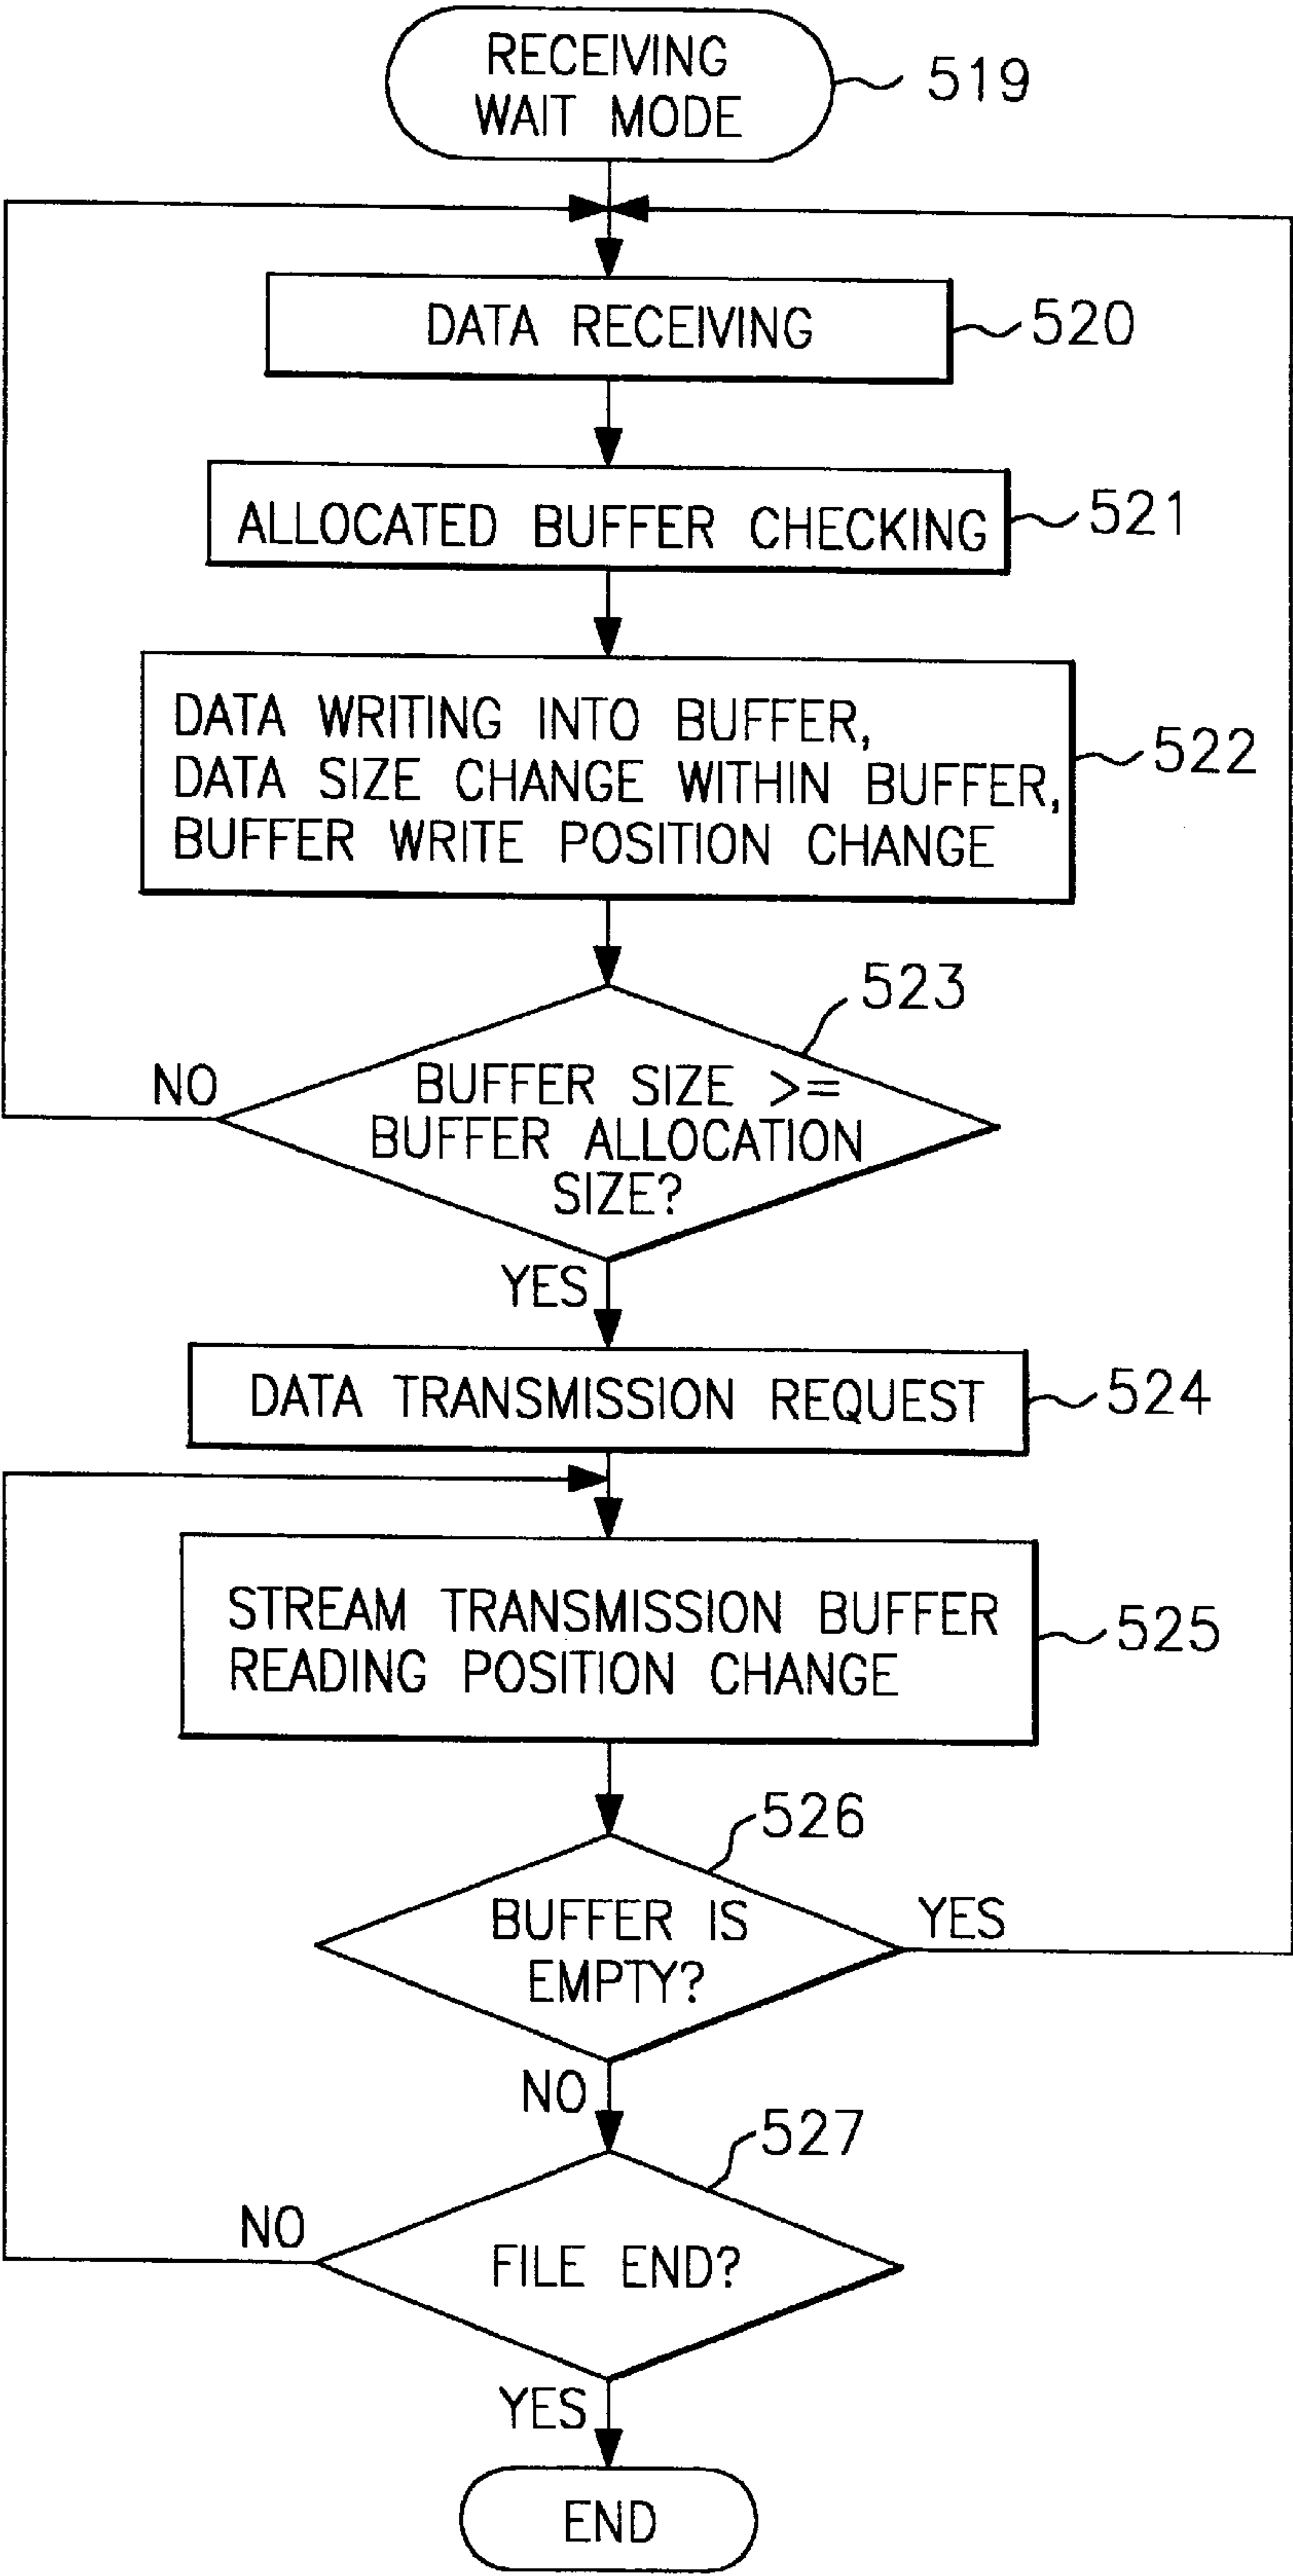 RECEIVING
WAIT MODE
519
DATA RECEIVING
520
ALLOCATED BUFFER CHECKING
521
DATA WRITING INTO BUFFER,
DATA SIZE CHANGE WITHIN BUFFER,
BUFFER WRITE POSITION CHANGE
522
523
NO
BUFFER SIZE >=
BUFFER ALLOCATION
SIZE?
YES
DATA TRANSMISSION REQUEST
524
STREAM TRANSMISSION BUFFER
READING POSITION CHANGE
525
526
BUFFER IS
EMPTY?
YES
NO
527
NO
FILE END?
YES
END